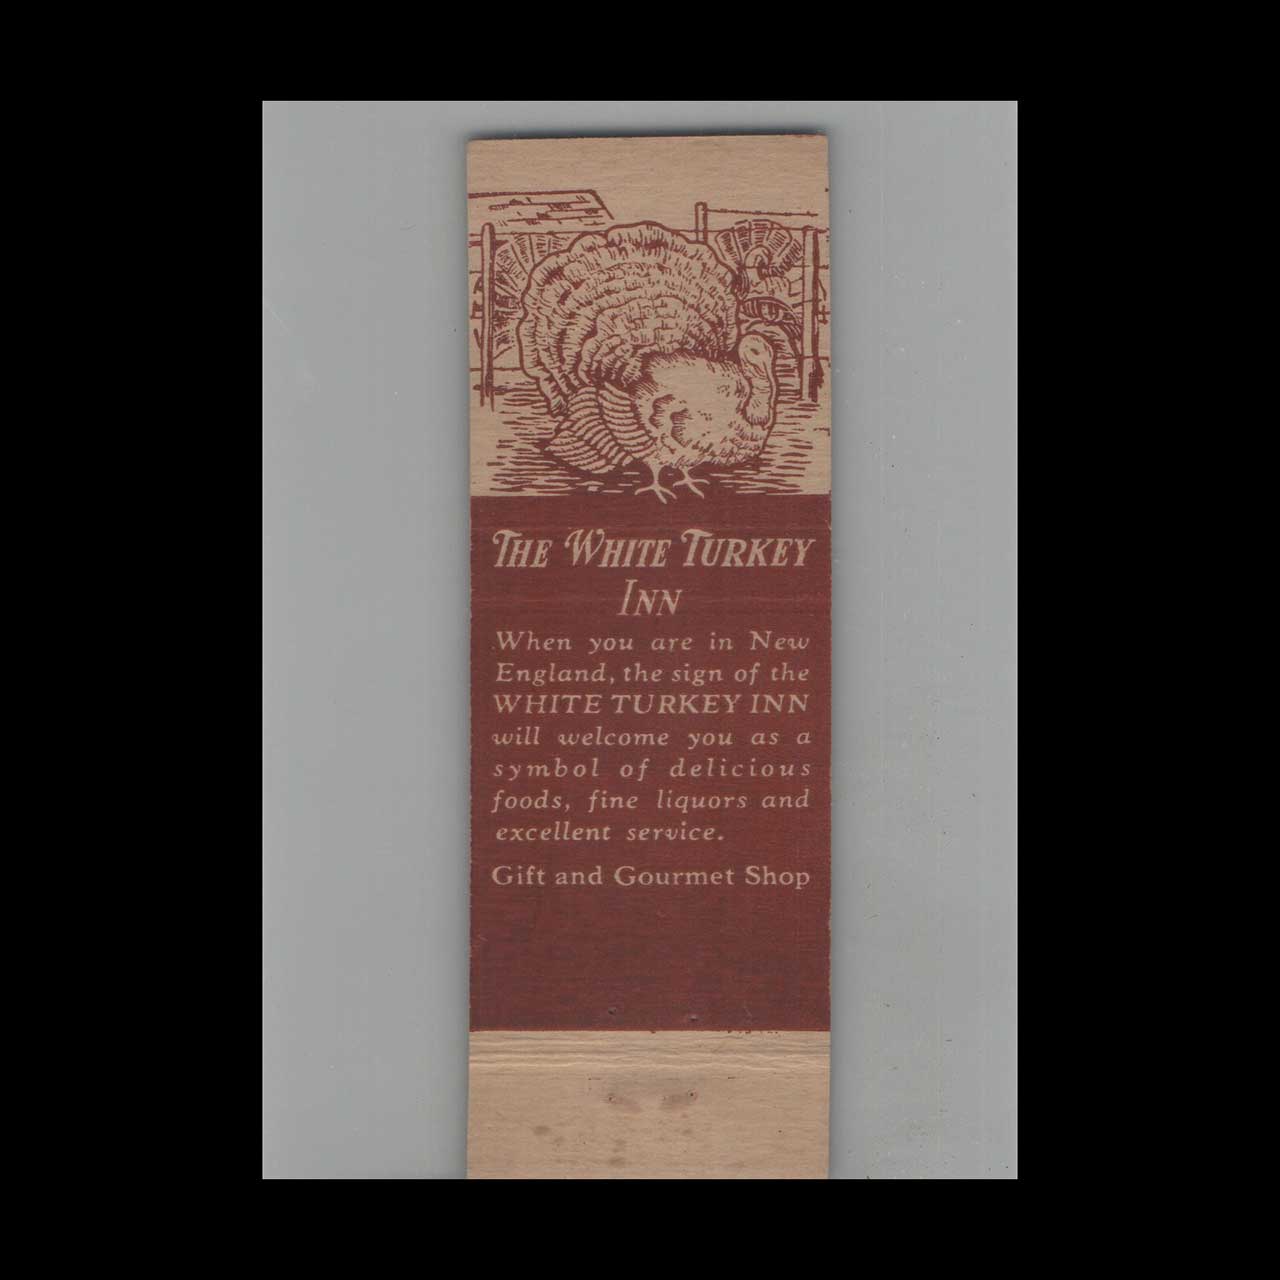 The White Turkey
Inn
When you are in New
England, the sign of the
WHITE TURKEY INN
will welcome you as a
symbol of delicious
foods, fine liquors and
excellent service.
Gift and Gourmet Shop